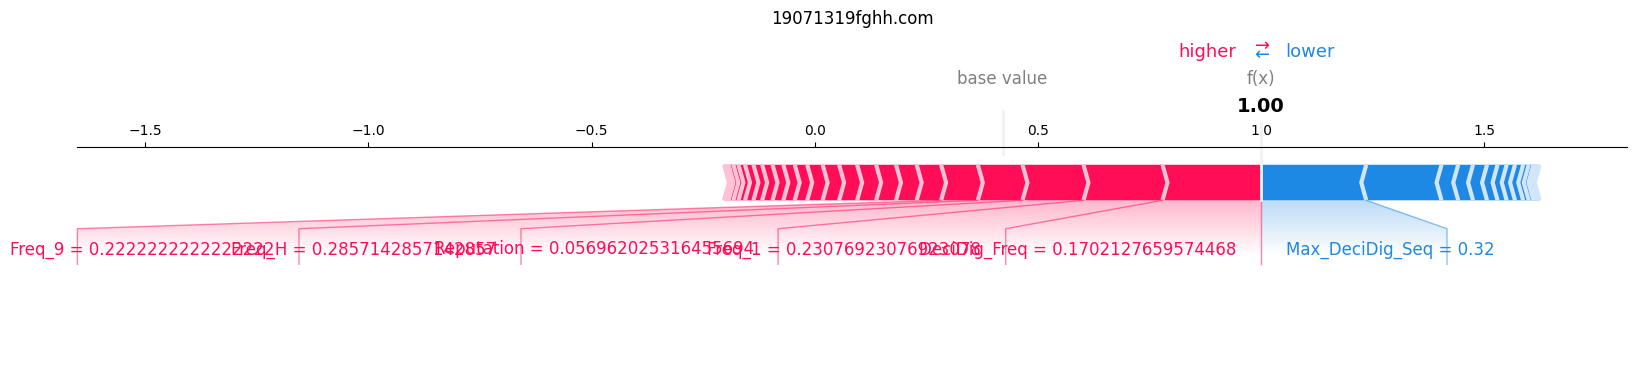 19071319fghh.com
higher ⇄ lower
base value f(x)
1.00
−1.5 −1.0 −0.5 0.0 0.5 1.0 1.5
Freq_9 = 0.2222222222222222 Freq_H = 0.2857142857142857 Reputation = 0.056962025316455694 Freq_1 = 0.23076923076923078 DeciDig_Freq = 0.1702127659574468 Max_DeciDig_Seq = 0.32